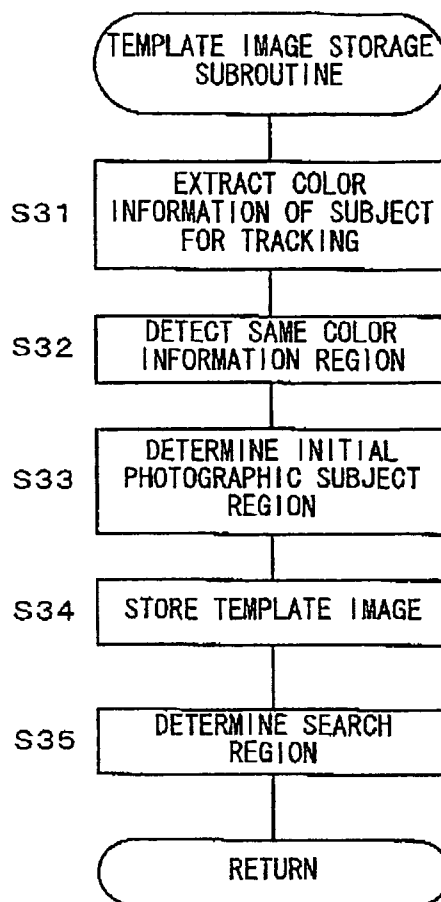 TEMPLATE IMAGE STORAGE
SUBROUTINE
S31
EXTRACT COLOR
INFORMATION OF SUBJECT
FOR TRACKING
S32
DETECT SAME COLOR
INFORMATION REGION
S33
DETERMINE INITIAL
PHOTOGRAPHIC SUBJECT
REGION
S34
STORE TEMPLATE IMAGE
S35
DETERMINE SEARCH
REGION
RETURN